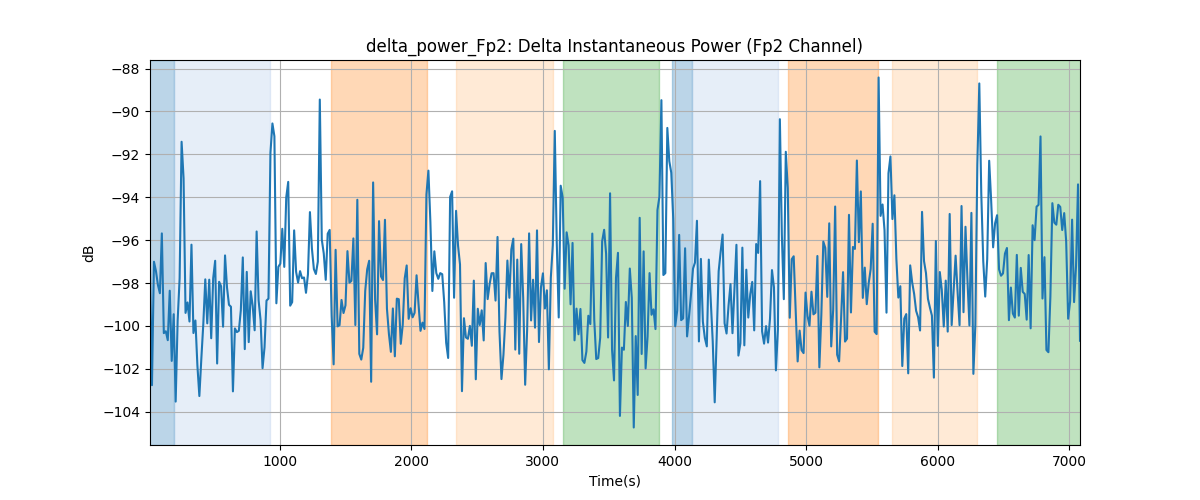 delta_power_Fp2: Delta Instantaneous Power (Fp2 Channel)
−88
−90
−92
−94
−96
−98
−100
−102
−104
dB
1000 2000 3000 4000 5000 6000 7000
Time(s)